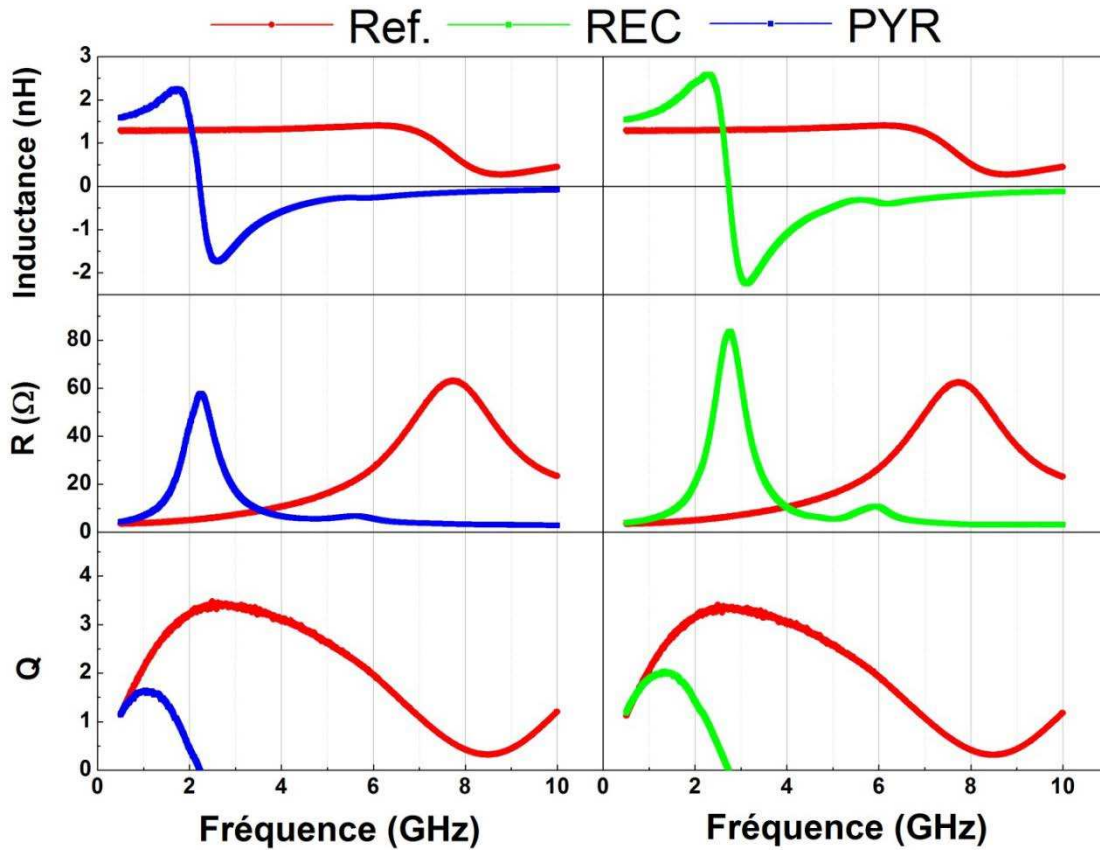 Ref. REC PYR
Inductance (nH)
3
2
1
0
-1
-2
R (Ω)
80
60
40
20
0
Q
4
3
2
1
0
0 2 4 6 8 10 0 2 4 6 8 10
Fréquence (GHz) Fréquence (GHz)